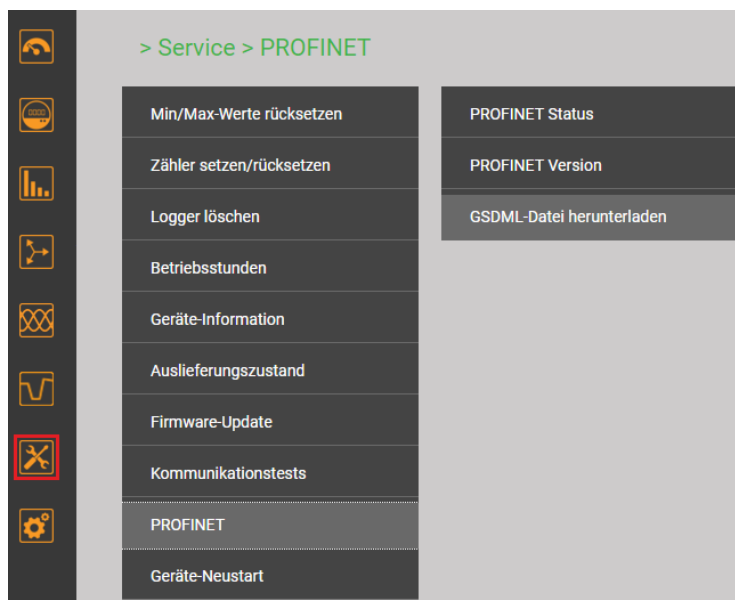 > Service > PROFINET
Min/Max-Werte rücksetzen
Zähler setzen/rücksetzen
Logger löschen
Betriebsstunden
Geräte-Information
Auslieferungszustand
Firmware-Update
Kommunikationstests
PROFINET
Geräte-Neustart
PROFINET Status
PROFINET Version
GSDML-Datei herunterladen